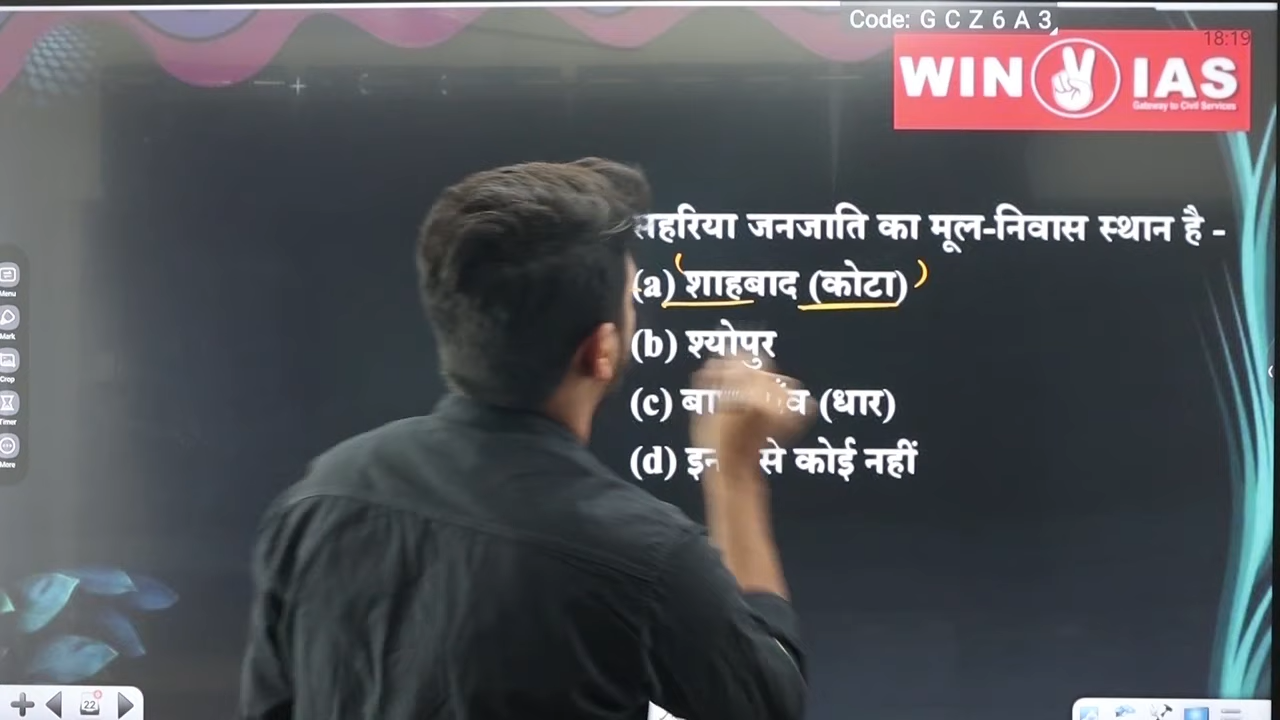 Code: G C Z 6 A 3
18:19
WIN IAS
Gateway to Civil Services
सहरिया जनजाति का मूल-निवास स्थान है -
(a) शाहबाद (कोटा)
(b) श्योपुर
(c) (धार)
(d) कोई नहीं
Menu
Mark
Crop
Timer
More
22